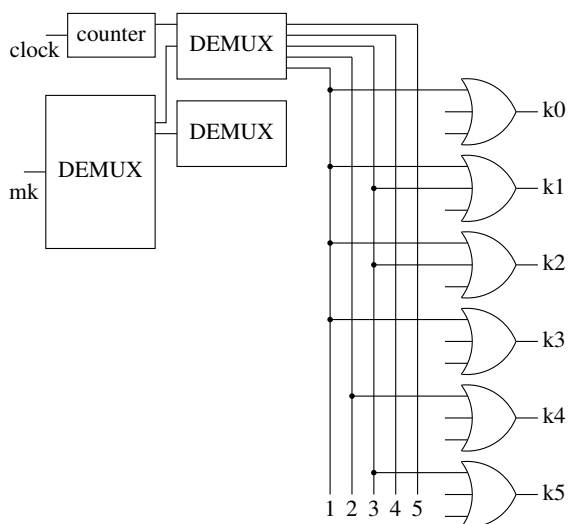 counter
clock
DEMUX
DEMUX
DEMUX
mk
k0
k1
k2
k3
k4
k5
1 2 3 4 5